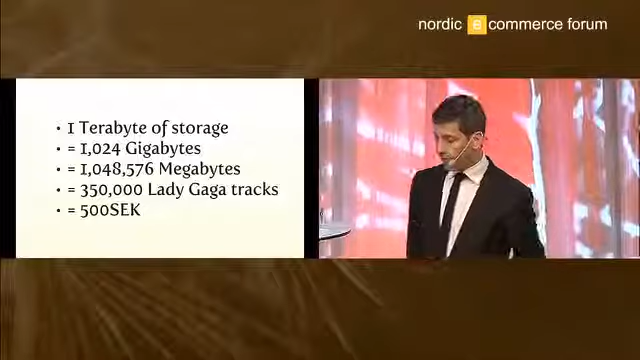 nordic e commerce forum
• 1 Terabyte of storage
• = 1,024 Gigabytes
• = 1,048,576 Megabytes
• = 350,000 Lady Gaga tracks
• = 500SEK